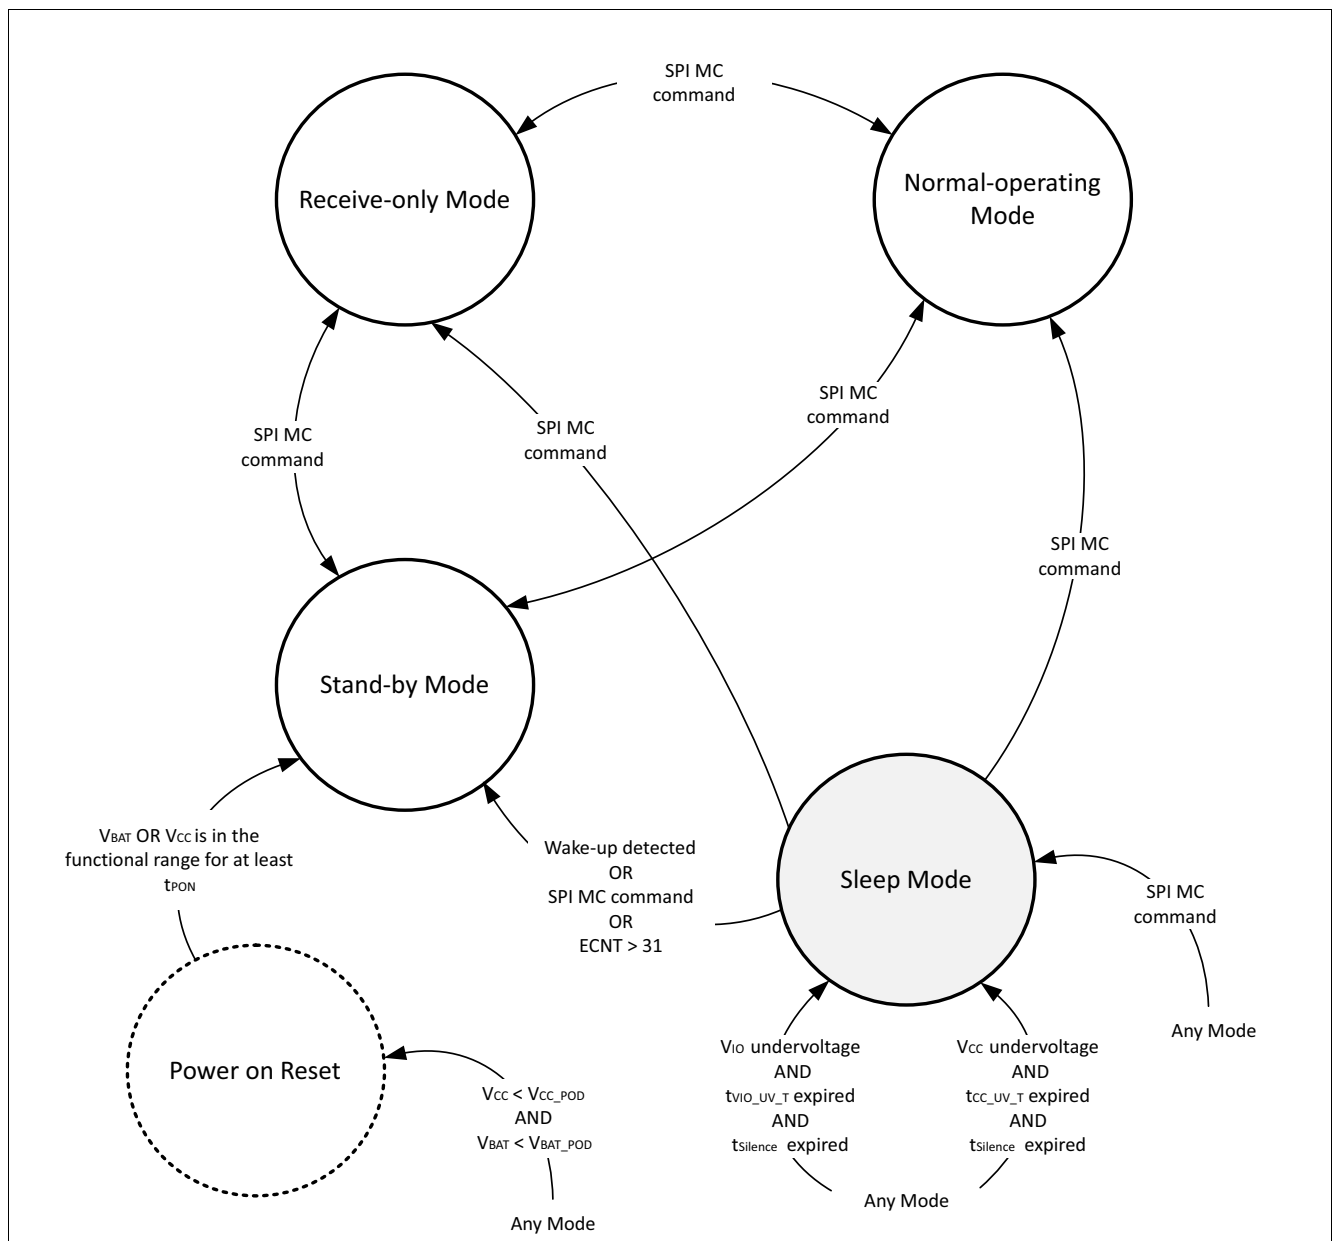 SPI MC
command
Receive-only Mode
Normal-operating
Mode
SPI MC
command
SPI MC
command
SPI MC
command
SPI MC
command
Stand-by Mode
VBAT OR VCC is in the
functional range for at least
tPON
Wake-up detected
OR
SPI MC command
OR
ECNT > 31
Sleep Mode
SPI MC
command
Any Mode
Power on Reset
VCC < VCC_POD
AND
VBAT < VBAT_POD
Any Mode
VIO undervoltage
AND
tVIO_UV_T expired
AND
tSilence expired
VCC undervoltage
AND
tCC_UV_T expired
AND
tSilence expired
Any Mode